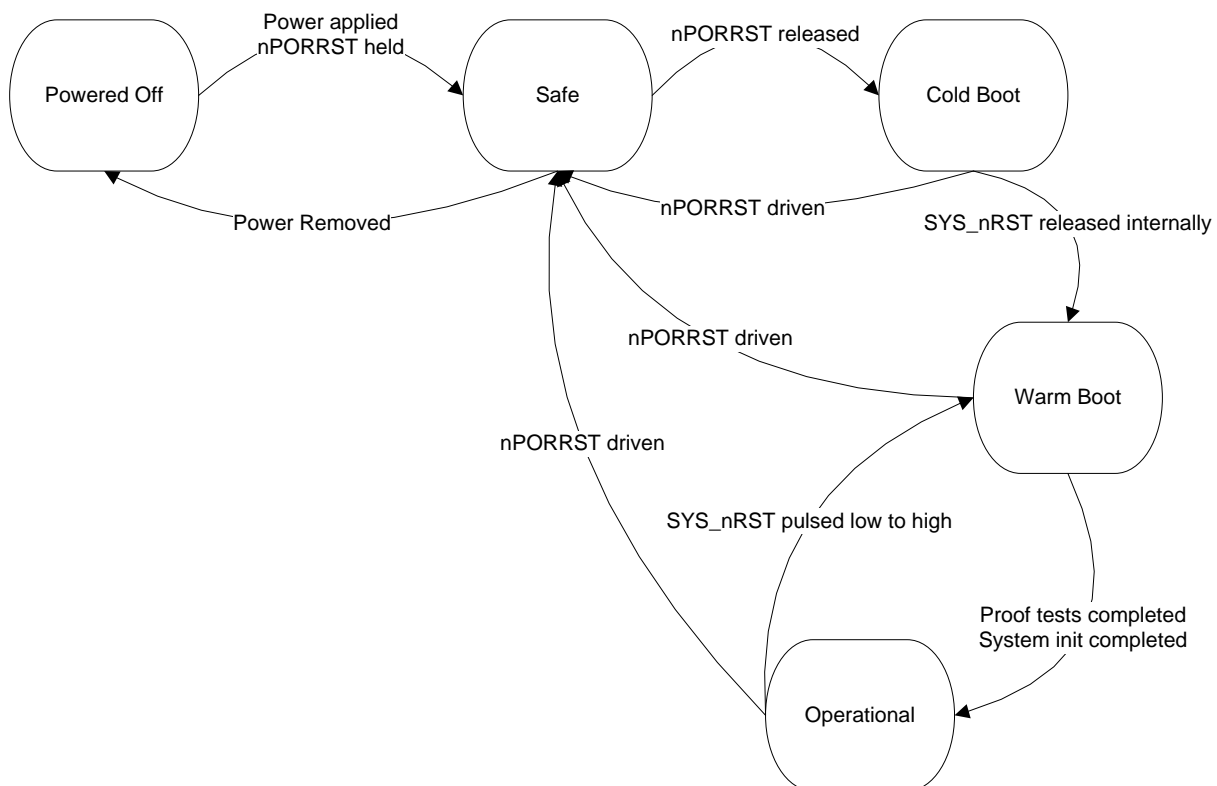 Power applied
nPORRST held
nPORRST released
Powered Off
Safe
Cold Boot
nPORRST driven
Power Removed
SYS_nRST released internally
nPORRST driven
Warm Boot
nPORRST driven
SYS_nRST pulsed low to high
Proof tests completed
System init completed
Operational